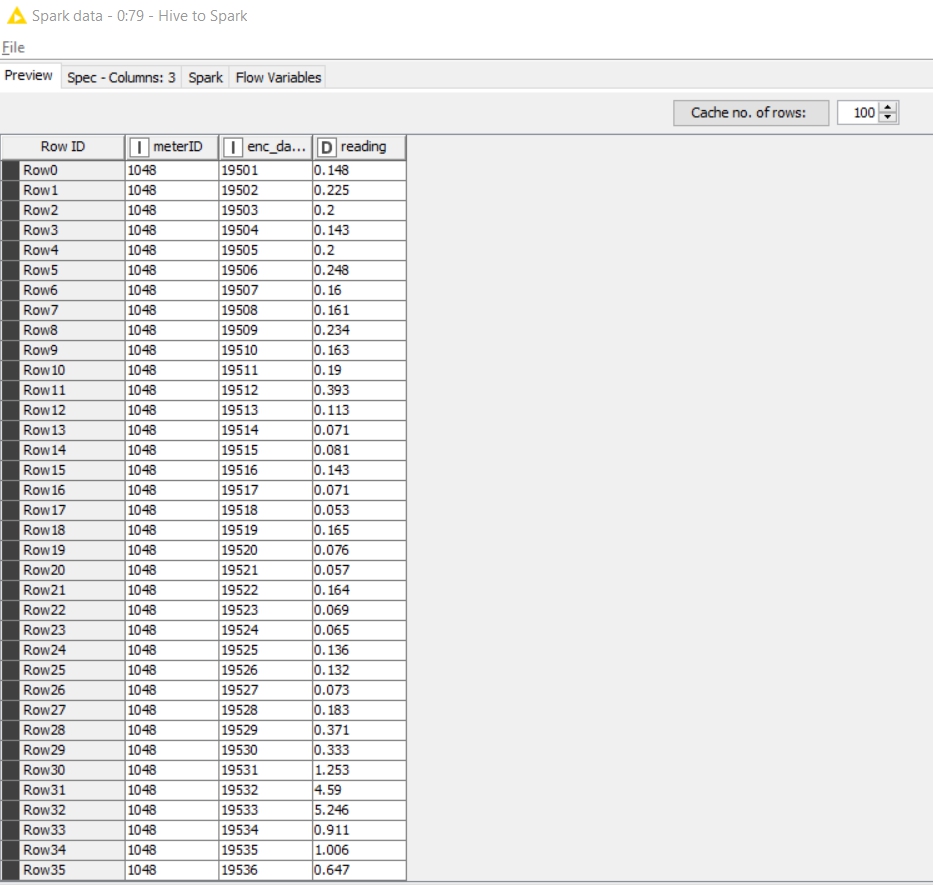 Spark data - 0:79 - Hive to Spark
File
Preview Spec - Columns: 3 Spark Flow Variables
Cache no. of rows: 100
Row ID I meterID I enc_da... D reading
Row0 1048 19501 0.148
Row1 1048 19502 0.225
Row2 1048 19503 0.2
Row3 1048 19504 0.143
Row4 1048 19505 0.2
Row5 1048 19506 0.248
Row6 1048 19507 0.16
Row7 1048 19508 0.161
Row8 1048 19509 0.234
Row9 1048 19510 0.163
Row10 1048 19511 0.19
Row11 1048 19512 0.393
Row12 1048 19513 0.113
Row13 1048 19514 0.071
Row14 1048 19515 0.081
Row15 1048 19516 0.143
Row16 1048 19517 0.071
Row17 1048 19518 0.053
Row18 1048 19519 0.165
Row19 1048 19520 0.076
Row20 1048 19521 0.057
Row21 1048 19522 0.164
Row22 1048 19523 0.069
Row23 1048 19524 0.065
Row24 1048 19525 0.136
Row25 1048 19526 0.132
Row26 1048 19527 0.073
Row27 1048 19528 0.183
Row28 1048 19529 0.371
Row29 1048 19530 0.333
Row30 1048 19531 1.253
Row31 1048 19532 4.59
Row32 1048 19533 5.246
Row33 1048 19534 0.911
Row34 1048 19535 1.006
Row35 1048 19536 0.647